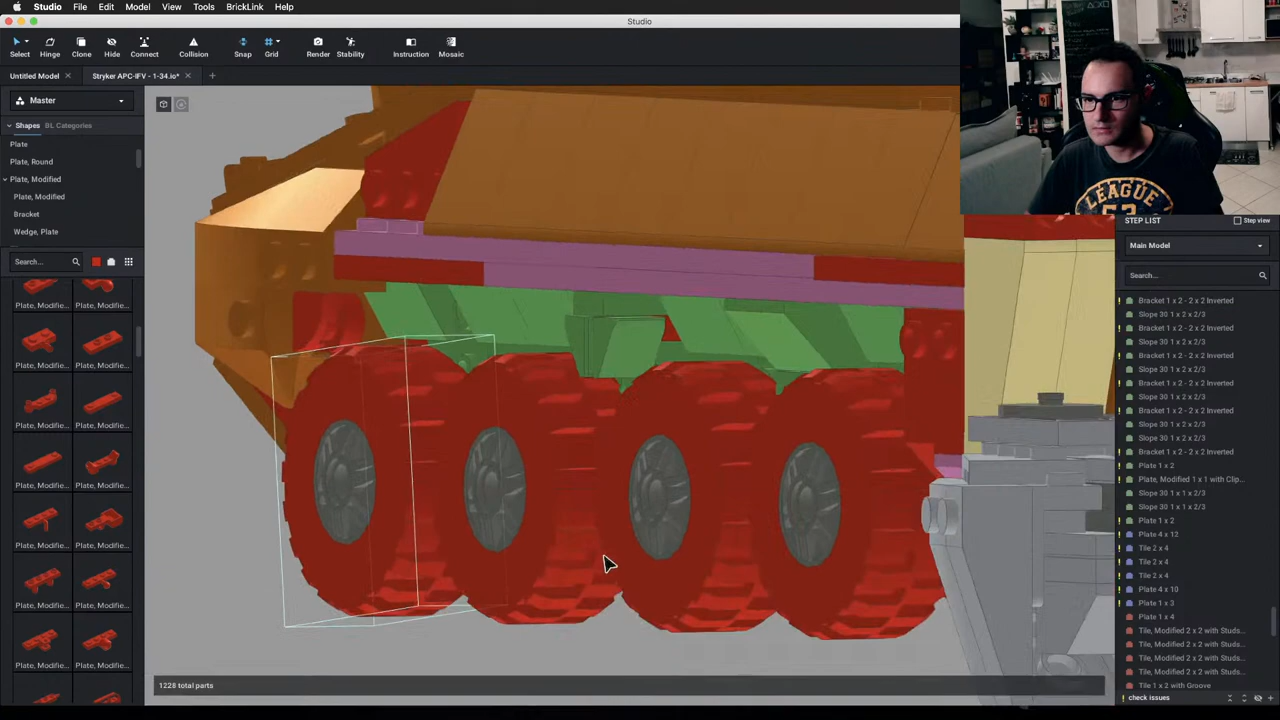 Studio File Edit Model View Tools BrickLink Help
Studio
Select Hinge Clone Hide Connect Collision Snap Grid Render Stability Instruction Mosaic
Untitled Model Stryker APC-IFV - 1-34.io*
Master
Shapes BL Categories
Plate
Plate, Round
Plate, Modified
Plate, Modified
Bracket
Wedge, Plate
Search...
Plate, Modifie... Plate, Modifie...
Plate, Modifie... Plate, Modifie...
Plate, Modifie... Plate, Modifie...
Plate, Modifie... Plate, Modifie...
Plate, Modifie... Plate, Modifie...
Plate, Modifie... Plate, Modifie...
Plate, Modifie... Plate, Modifie...
1228 total parts
LEAGUE
STEP LIST Step view
Main Model
Search...
Bracket 1 x 2 - 2 x 2 Inverted
Slope 30 1 x 2 x 2/3
Bracket 1 x 2 - 2 x 2 Inverted
Slope 30 1 x 2 x 2/3
Bracket 1 x 2 - 2 x 2 Inverted
Slope 30 1 x 2 x 2/3
Bracket 1 x 2 - 2 x 2 Inverted
Slope 30 1 x 2 x 2/3
Bracket 1 x 2 - 2 x 2 Inverted
Slope 30 1 x 2 x 2/3
Slope 30 1 x 2 x 2/3
Bracket 1 x 2 - 2 x 2 Inverted
Plate 1 x 2
Plate, Modified 1 x 1 with Clip...
Slope 30 1 x 1 x 2/3
Slope 30 1 x 1 x 2/3
Plate 1 x 2
Plate 4 x 12
Tile 2 x 4
Tile 2 x 4
Tile 2 x 4
Plate 4 x 10
Plate 1 x 3
Plate 1 x 4
Tile, Modified 2 x 2 with Studs...
Tile, Modified 2 x 2 with Studs...
Tile, Modified 2 x 2 with Studs...
Tile, Modified 2 x 2 with Studs...
Tile 1 x 2 with Groove
check issues